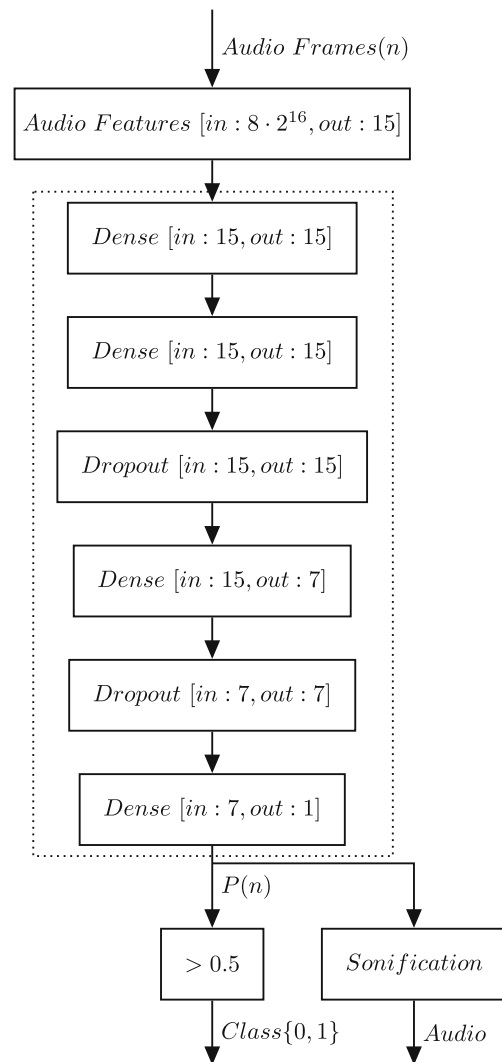 Audio Frames(n)
Audio Features [in : 8 · 2^16, out : 15]
Dense [in : 15, out : 15]
Dense [in : 15, out : 15]
Dropout [in : 15, out : 15]
Dense [in : 15, out : 7]
Dropout [in : 7, out : 7]
Dense [in : 7, out : 1]
P(n)
> 0.5
Sonification
Class{0, 1}
Audio